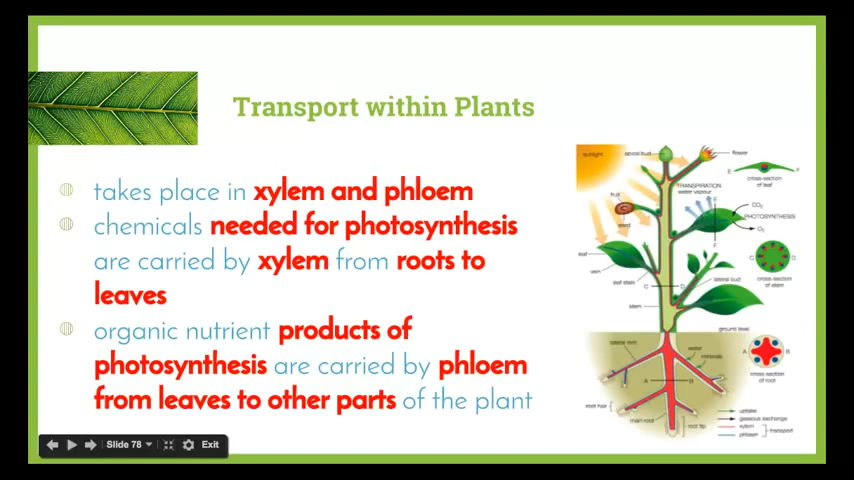 Transport within Plants
takes place in xylem and phloem
chemicals needed for photosynthesis
are carried by xylem from roots to
leaves
organic nutrient products of
photosynthesis are carried by phloem
from leaves to other parts of the plant
sunlight
apical bud
flower
E
F
cross-section
of leaf
TRANSPIRATION
water vapour
E
fruit
seed
CO2
PHOTOSYNTHESIS
O2
F
leaf
vein
C
D
cross-section
of stem
leaf stalk
lateral bud
C
D
stem
ground level
lateral root
water
minerals
A
B
cross-section
of root
A
B
root hair
main root
root tip
uptake
gaseous exchange
xylem
phloem
transport
Slide 78
Exit